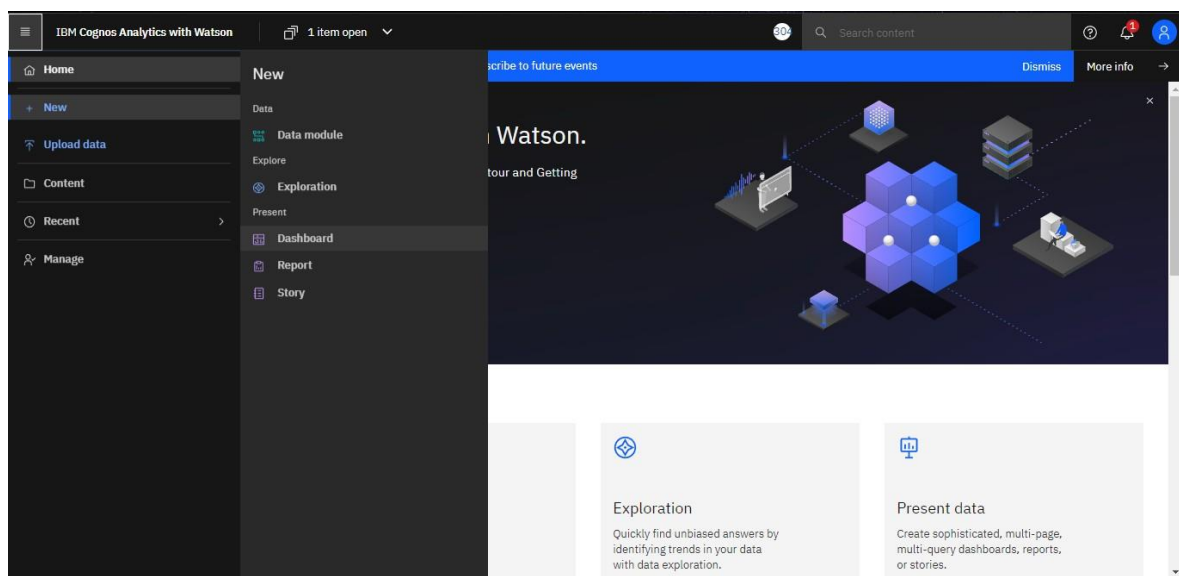 IBM Cognos Analytics with Watson
1 item open
304
Search content
1
Home
New
Upload data
Content
Recent
Manage
New
Data
Data module
Explore
Exploration
Present
Dashboard
Report
Story
scribe to future events
Dismiss
More info
Watson.
tour and Getting
Exploration
Quickly find unbiased answers by
identifying trends in your data
with data exploration.
Present data
Create sophisticated, multi-page,
multi-query dashboards, reports,
or stories.